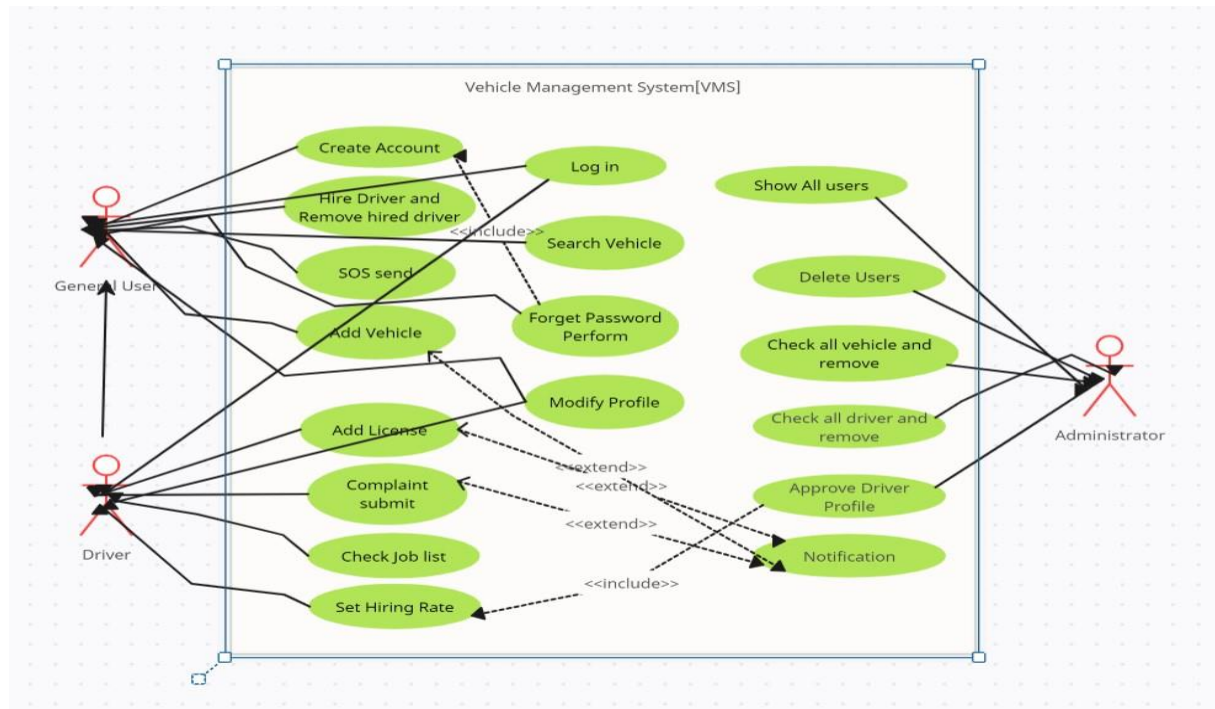 Vehicle Management System[VMS]
Create Account
Log in
Show All users
Hire Driver and
Remove hired driver
<<include>>
Search Vehicle
General User
SOS send
Delete Users
Add Vehicle
Forget Password
Perform
Check all vehicle and
remove
Modify Profile
Check all driver and
remove
Administrator
Add License
<<extend>>
<<extend>>
Complaint
submit
Approve Driver
Profile
<<extend>>
Driver
Check Job list
Notification
<<include>>
Set Hiring Rate